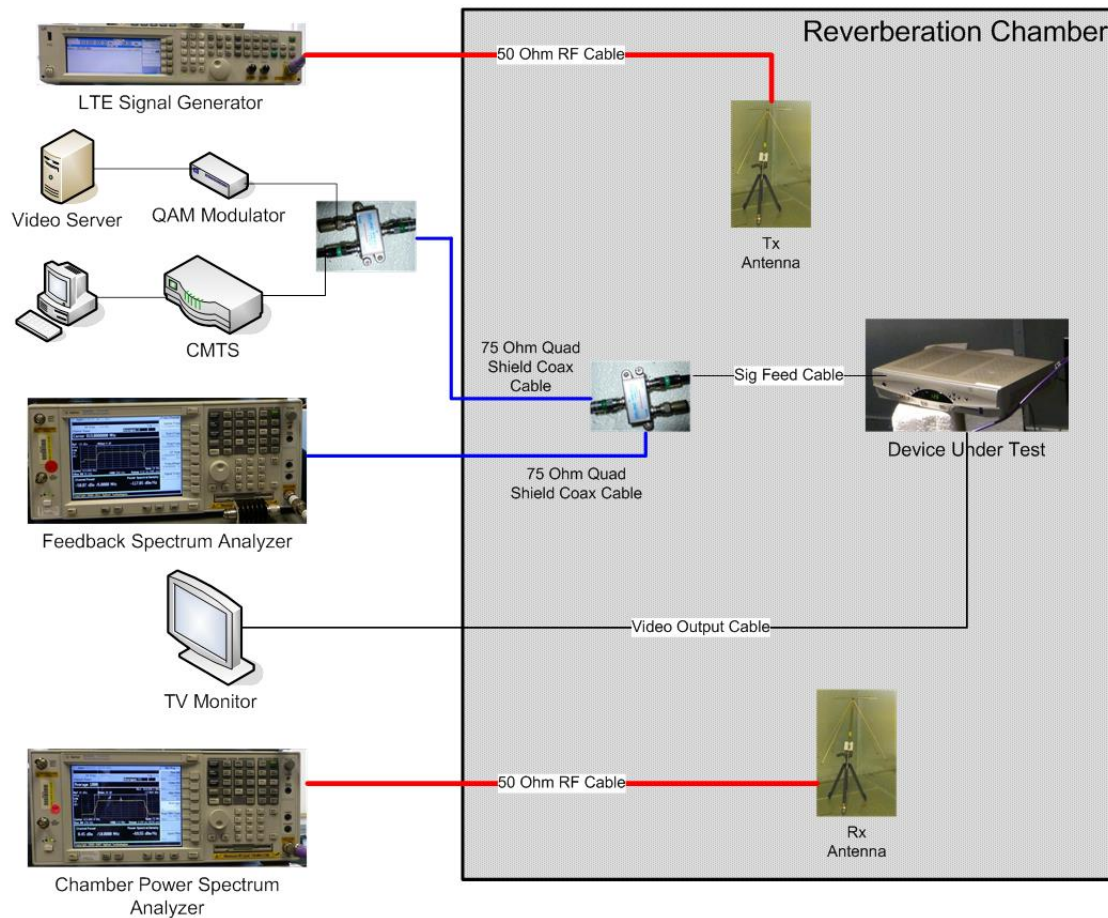 Reverberation Chamber
50 Ohm RF Cable
LTE Signal Generator
Video Server
QAM Modulator
Tx
Antenna
CMTS
75 Ohm Quad
Shield Coax
Cable
Sig Feed Cable
Device Under Test
75 Ohm Quad
Shield Coax Cable
Feedback Spectrum Analyzer
Video Output Cable
TV Monitor
50 Ohm RF Cable
Rx
Antenna
Chamber Power Spectrum
Analyzer